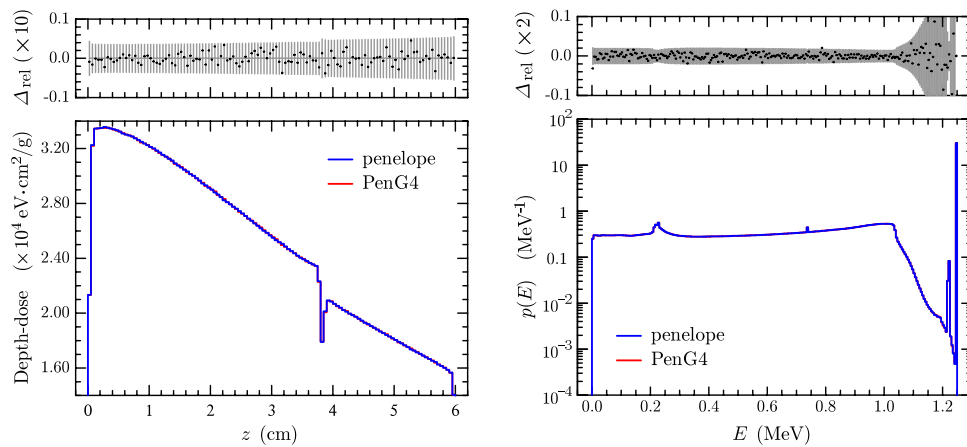 Δrel (×10)
0.1
0.0
-0.1
Depth-dose (×10⁴ eV·cm²/g)
3.20
2.80
2.40
2.00
1.60
penelope
PenG4
0 1 2 3 4 5 6
z (cm)
Δrel (×2)
0.1
0.0
-0.1
p(E) (MeV⁻¹)
10²
10
1
0.1
10⁻²
10⁻³
10⁻⁴
penelope
PenG4
0.0 0.2 0.4 0.6 0.8 1.0 1.2
E (MeV)